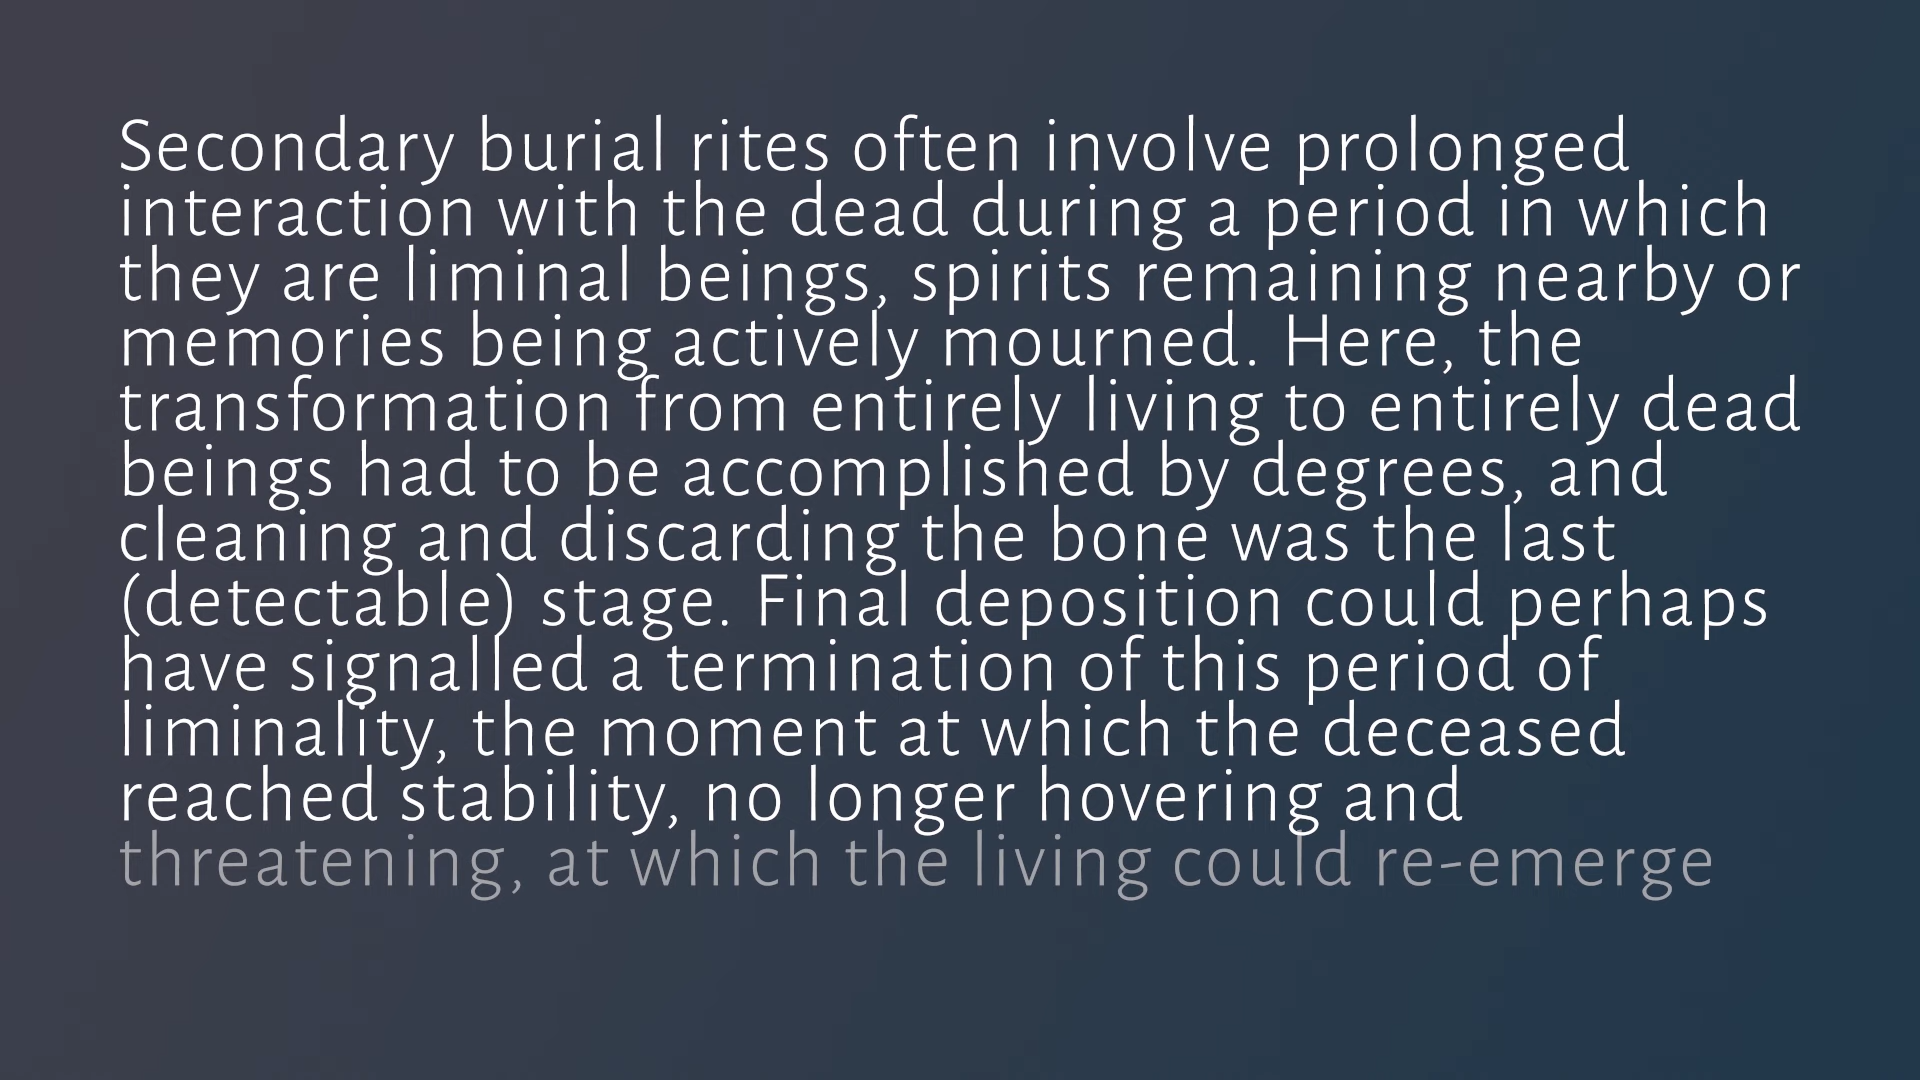 Secondary burial rites often involve prolonged
interaction with the dead during a period in which
they are liminal beings, spirits remaining nearby or
memories being actively mourned. Here, the
transformation from entirely living to entirely dead
beings had to be accomplished by degrees, and
cleaning and discarding the bone was the last
(detectable) stage. Final deposition could perhaps
have signalled a termination of this period of
liminality, the moment at which the deceased
reached stability, no longer hovering and
threatening, at which the living could re-emerge